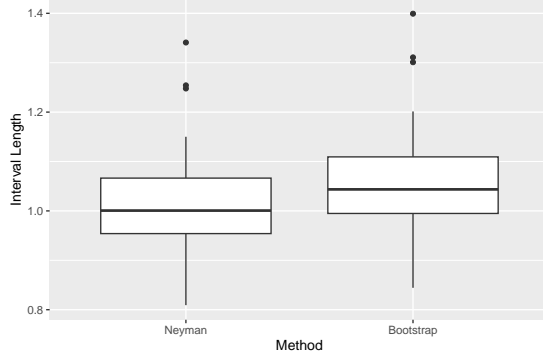 1.4
1.2
1.0
0.8
Interval Length
Neyman
Bootstrap
Method